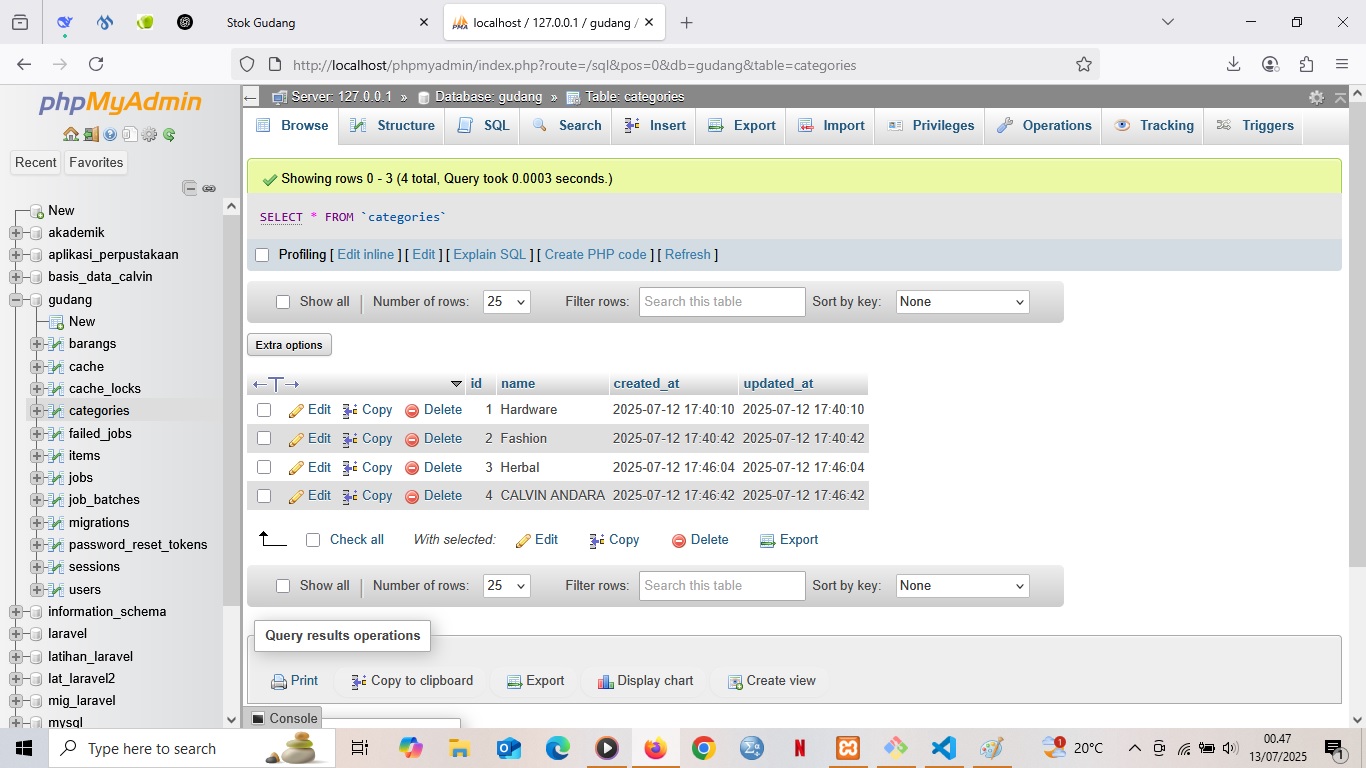 Stok Gudang
localhost / 127.0.0.1 / gudang /
http://localhost/phpmyadmin/index.php?route=/sql&pos=0&db=gudang&table=categories
phpMyAdmin
Recent
Favorites
New
akademik
aplikasi_perpustakaan
basis_data_calvin
gudang
New
barangs
cache
cache_locks
categories
failed_jobs
items
jobs
job_batches
migrations
password_reset_tokens
sessions
users
information_schema
laravel
latihan_laravel
lat_laravel2
mig_laravel
mysql
Server: 127.0.0.1 » Database: gudang » Table: categories
Browse Structure SQL Search Insert Export Import Privileges Operations Tracking Triggers
Showing rows 0 - 3 (4 total, Query took 0.0003 seconds.)
SELECT * FROM `categories`
Profiling [ Edit inline ] [ Edit ] [ Explain SQL ] [ Create PHP code ] [ Refresh ]
Show all Number of rows: 25 Filter rows: Search this table Sort by key: None
Extra options
←T→ id name created_at updated_at
Edit Copy Delete 1 Hardware 2025-07-12 17:40:10 2025-07-12 17:40:10
Edit Copy Delete 2 Fashion 2025-07-12 17:40:42 2025-07-12 17:40:42
Edit Copy Delete 3 Herbal 2025-07-12 17:46:04 2025-07-12 17:46:04
Edit Copy Delete 4 CALVIN ANDARA 2025-07-12 17:46:42 2025-07-12 17:46:42
Check all With selected: Edit Copy Delete Export
Show all Number of rows: 25 Filter rows: Search this table Sort by key: None
Query results operations
Print Copy to clipboard Export Display chart Create view
Console
Type here to search
20°C
00.47
13/07/2025